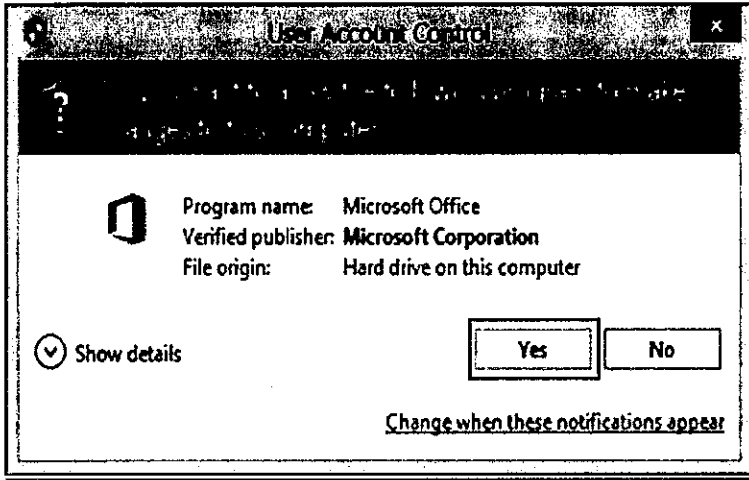 User Account Control
x
?
Program name: Microsoft Office
Verified publisher: Microsoft Corporation
File origin: Hard drive on this computer
Show details
Yes
No
Change when these notifications appear